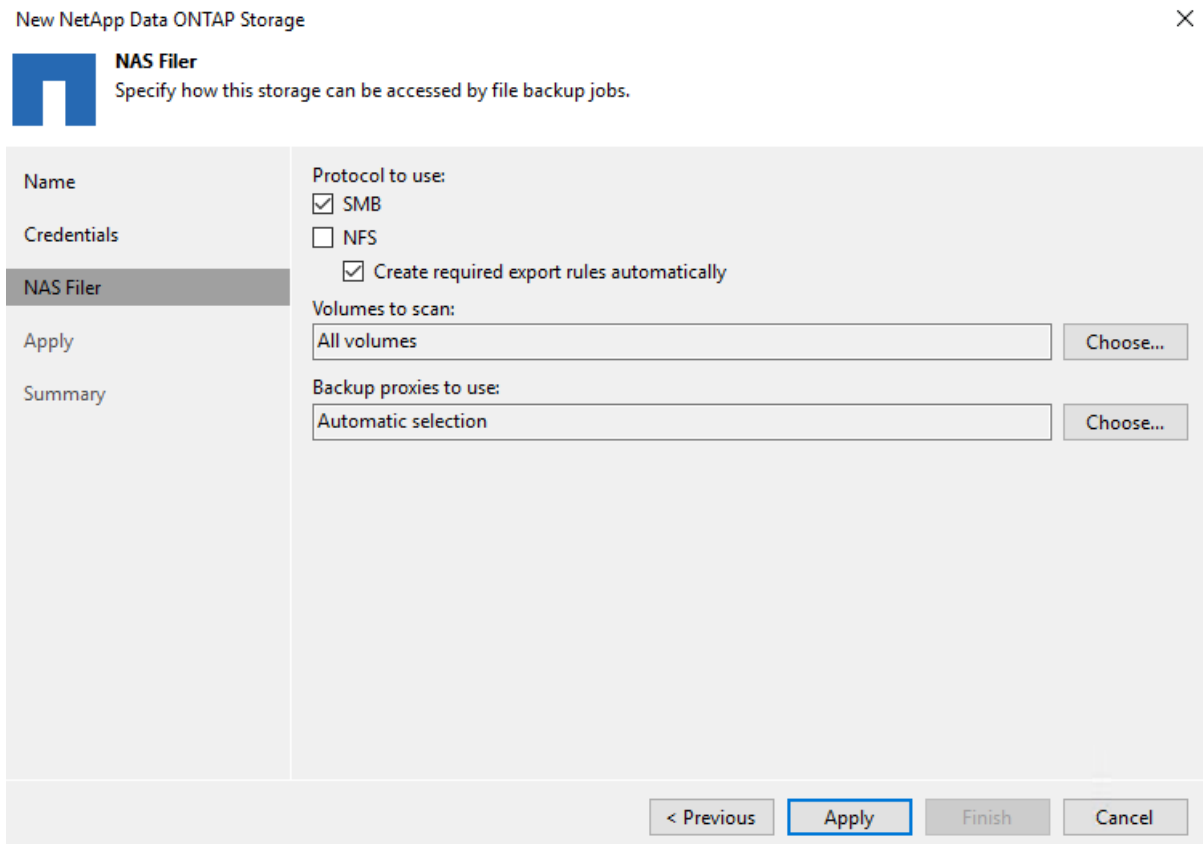 New NetApp Data ONTAP Storage
NAS Filer
Specify how this storage can be accessed by file backup jobs.
Name
Credentials
NAS Filer
Apply
Summary
Protocol to use:
SMB
NFS
Create required export rules automatically
Volumes to scan:
All volumes
Choose...
Backup proxies to use:
Automatic selection
Choose...
< Previous
Apply
Finish
Cancel